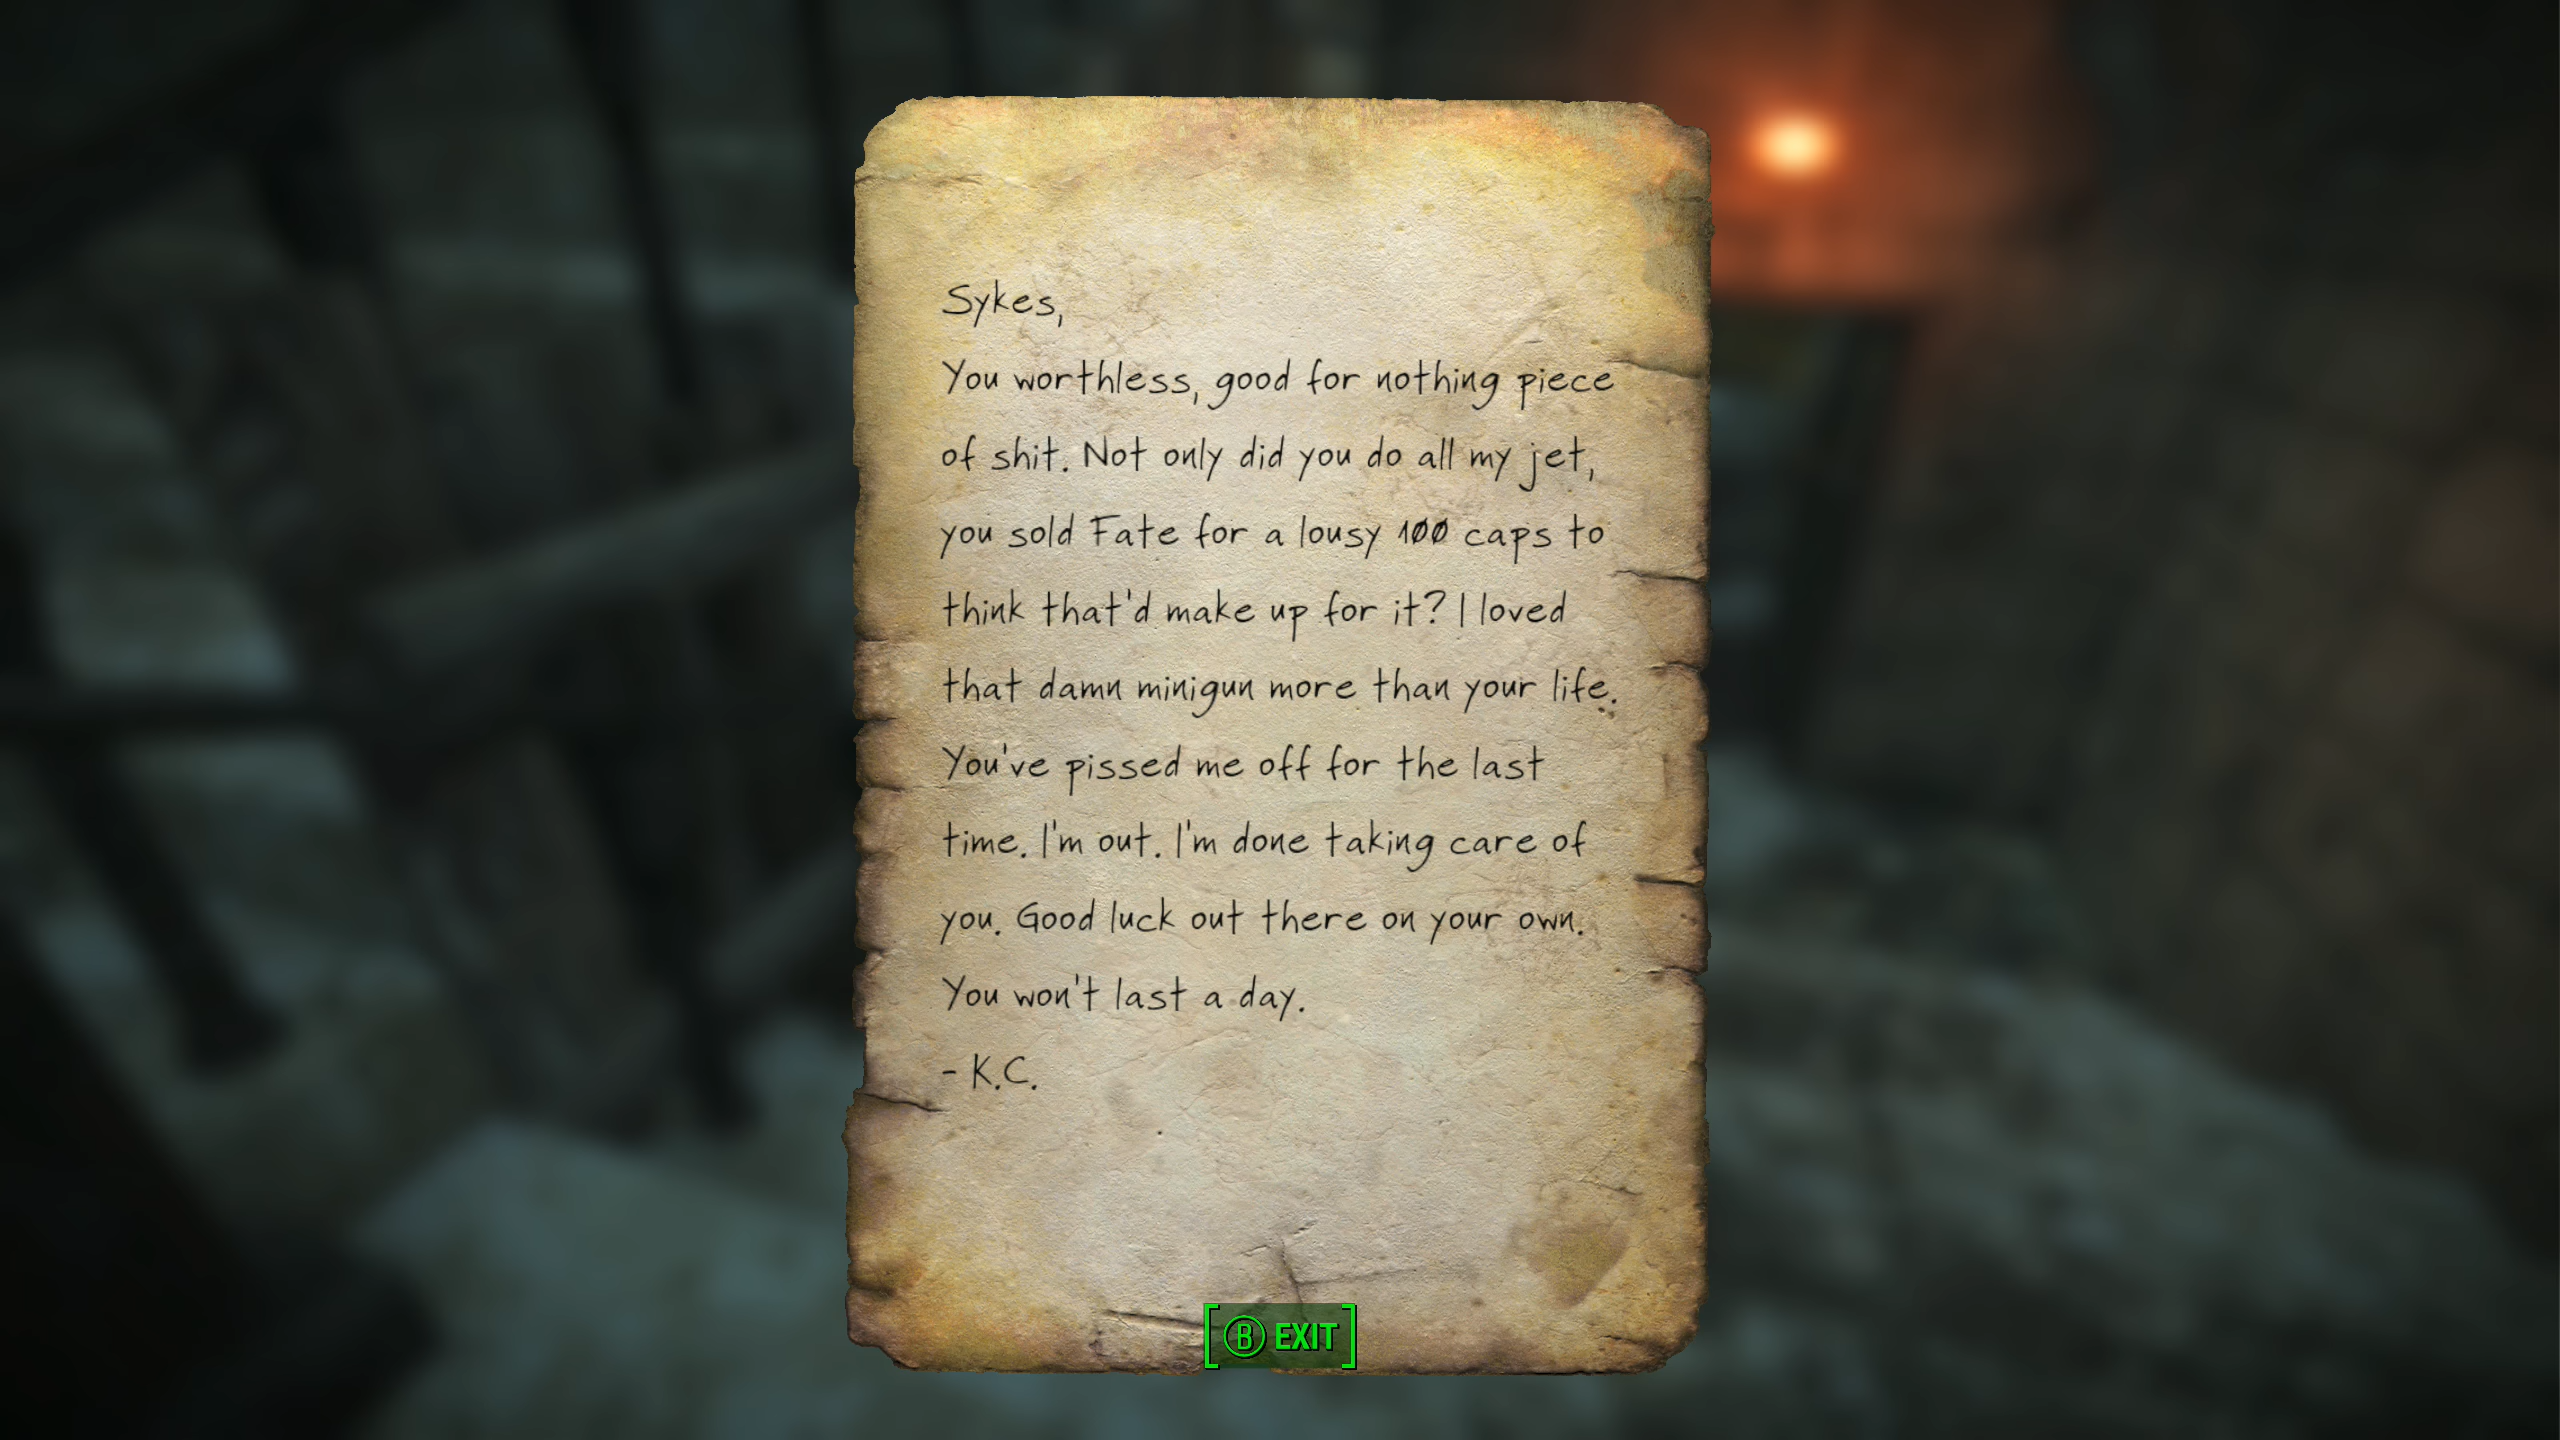 Sykes,
You worthless, good for nothing piece
of shit. Not only did you do all my jet,
you sold Fate for a lousy 100 caps to
think that'd make up for it? I loved
that damn minigun more than your life.
You've pissed me off for the last
time. I'm out. I'm done taking care of
you. Good luck out there on your own.
You won't last a day.
- K.C.
B EXIT